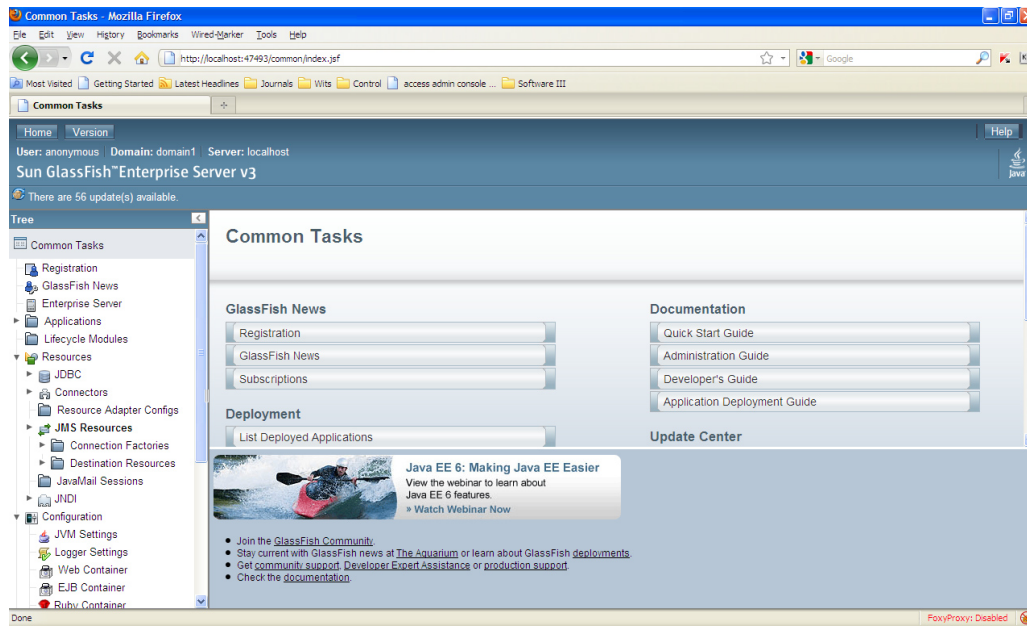 Common Tasks - Mozilla Firefox
File Edit View History Bookmarks Wired-Marker Tools Help
http://localhost:47493/common/index.jsf
Google
Most Visited Getting Started Latest Headlines Journals Wits Control access admin console ... Software III
Common Tasks
Home Version Help
User: anonymous Domain: domain1 Server: localhost
Sun GlassFish™Enterprise Server v3
Java
There are 56 update(s) available.
Tree
Common Tasks
Registration
GlassFish News
Enterprise Server
Applications
Lifecycle Modules
Resources
JDBC
Connectors
Resource Adapter Configs
JMS Resources
Connection Factories
Destination Resources
JavaMail Sessions
JNDI
Configuration
JVM Settings
Logger Settings
Web Container
EJB Container
Ruby Container
Common Tasks
GlassFish News
Registration
GlassFish News
Subscriptions
Deployment
List Deployed Applications
Documentation
Quick Start Guide
Administration Guide
Developer's Guide
Application Deployment Guide
Update Center
Java EE 6: Making Java EE Easier
View the webinar to learn about
Java EE 6 features.
» Watch Webinar Now
Join the GlassFish Community.
Stay current with GlassFish news at The Aquarium or learn about GlassFish deployments.
Get community support, Developer Expert Assistance or production support.
Check the documentation.
Done
FoxyProxy: Disabled